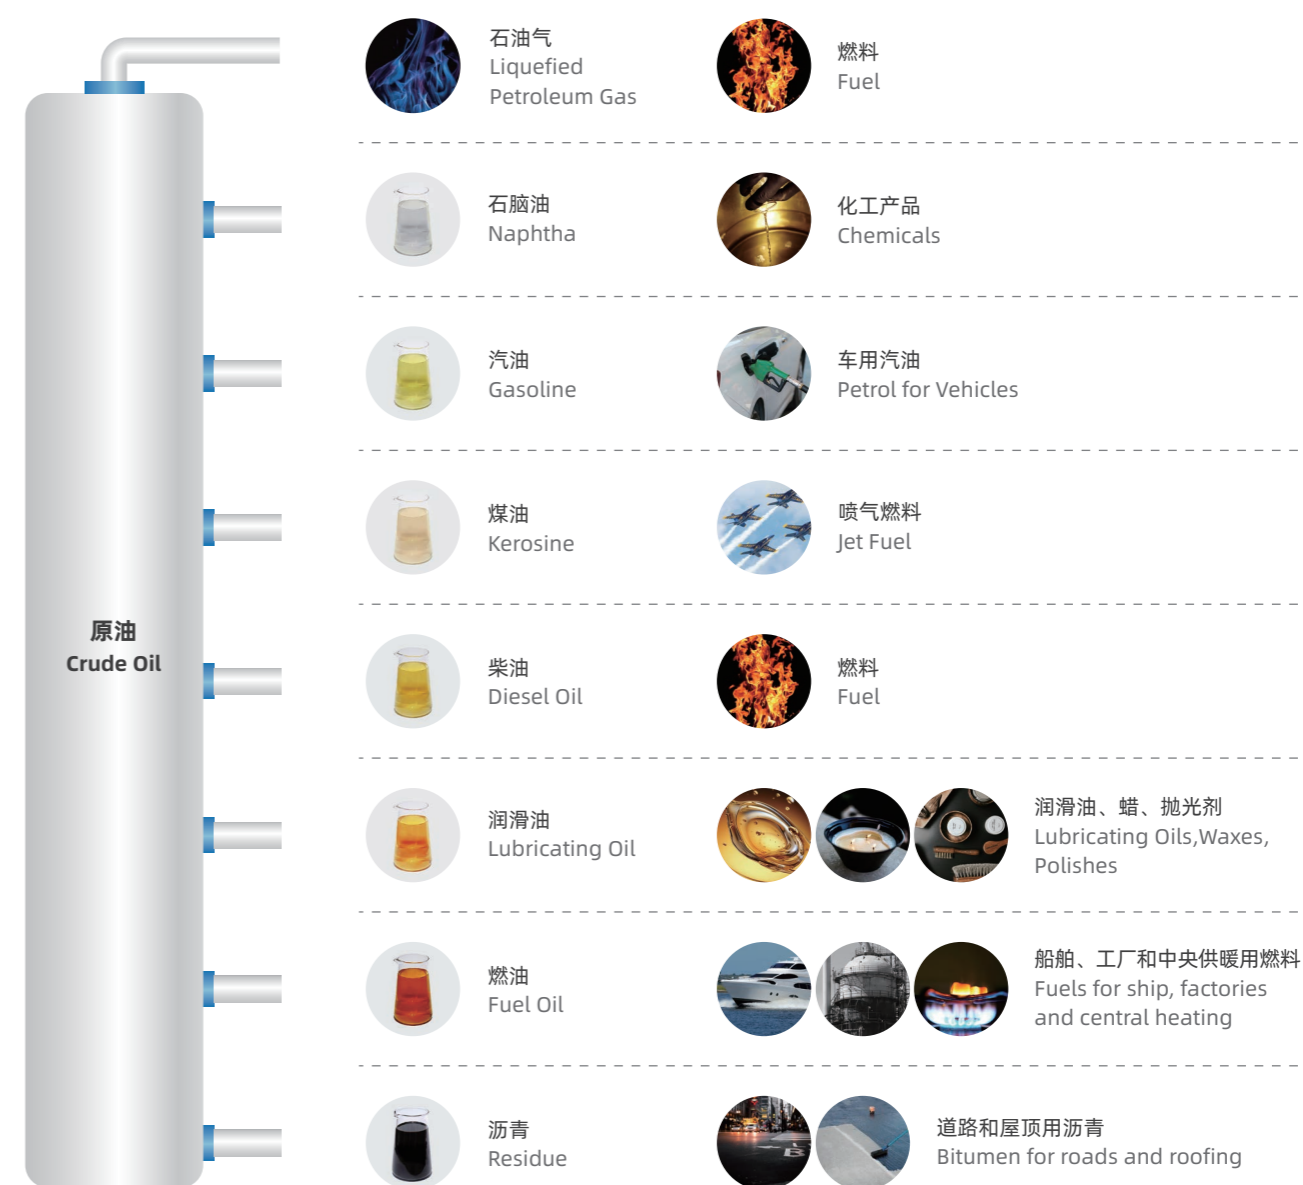 石油气
Liquefied
Petroleum Gas
燃料
Fuel
石脑油
Naphtha
化工产品
Chemicals
汽油
Gasoline
车用汽油
Petrol for Vehicles
煤油
Kerosine
喷气燃料
Jet Fuel
原油
Crude Oil
柴油
Diesel Oil
燃料
Fuel
润滑油
Lubricating Oil
润滑油、蜡、抛光剂
Lubricating Oils,Waxes,
Polishes
燃油
Fuel Oil
船舶、工厂和中央供暖用燃料
Fuels for ship, factories
and central heating
沥青
Residue
道路和屋顶用沥青
Bitumen for roads and roofing